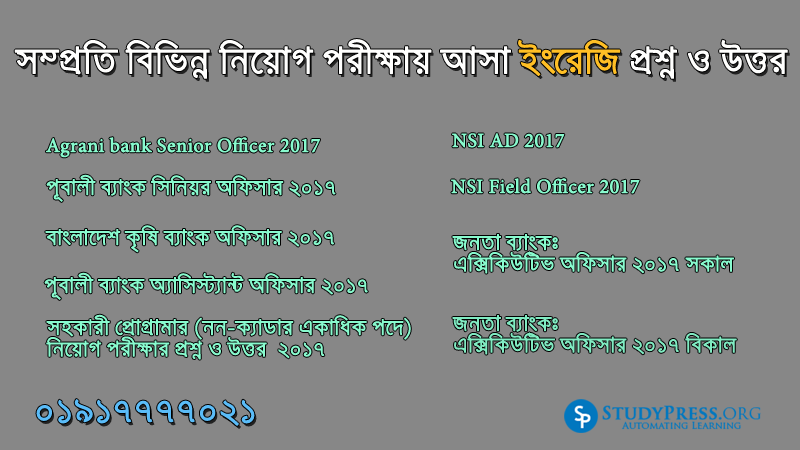 সম্প্রতি বিভিন্ন নিয়োগ পরীক্ষায় আসা ইংরেজি প্রশ্ন ও উত্তর
Agrani bank Senior Officer 2017
পূবালী ব্যাংক সিনিয়র অফিসার ২০১৭
বাংলাদেশ কৃষি ব্যাংক অফিসার ২০১৭
পূবালী ব্যাংক অ্যাসিস্ট্যান্ট অফিসার ২০১৭
সহকারী প্রোগ্রামার (নন-ক্যাডার একাধিক পদে)
নিয়োগ পরীক্ষার প্রশ্ন ও উত্তর ২০১৭
NSI AD 2017
NSI Field Officer 2017
জনতা ব্যাংকঃ
এক্সিকিউটিভ অফিসার ২০১৭ সকাল
জনতা ব্যাংকঃ
এক্সিকিউটিভ অফিসার ২০১৭ বিকাল
০১৯১৭৭৭৭০২১
SP
STUDYPRESS.ORG
AUTOMATING LEARNING